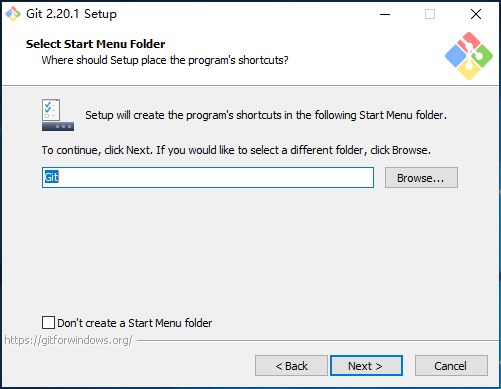 Git 2.20.1 Setup
Select Start Menu Folder
Where should Setup place the program's shortcuts?
Setup will create the program's shortcuts in the following Start Menu folder.
To continue, click Next. If you would like to select a different folder, click Browse.
Git
Browse...
Don't create a Start Menu folder
https://gitforwindows.org/
< Back
Next >
Cancel